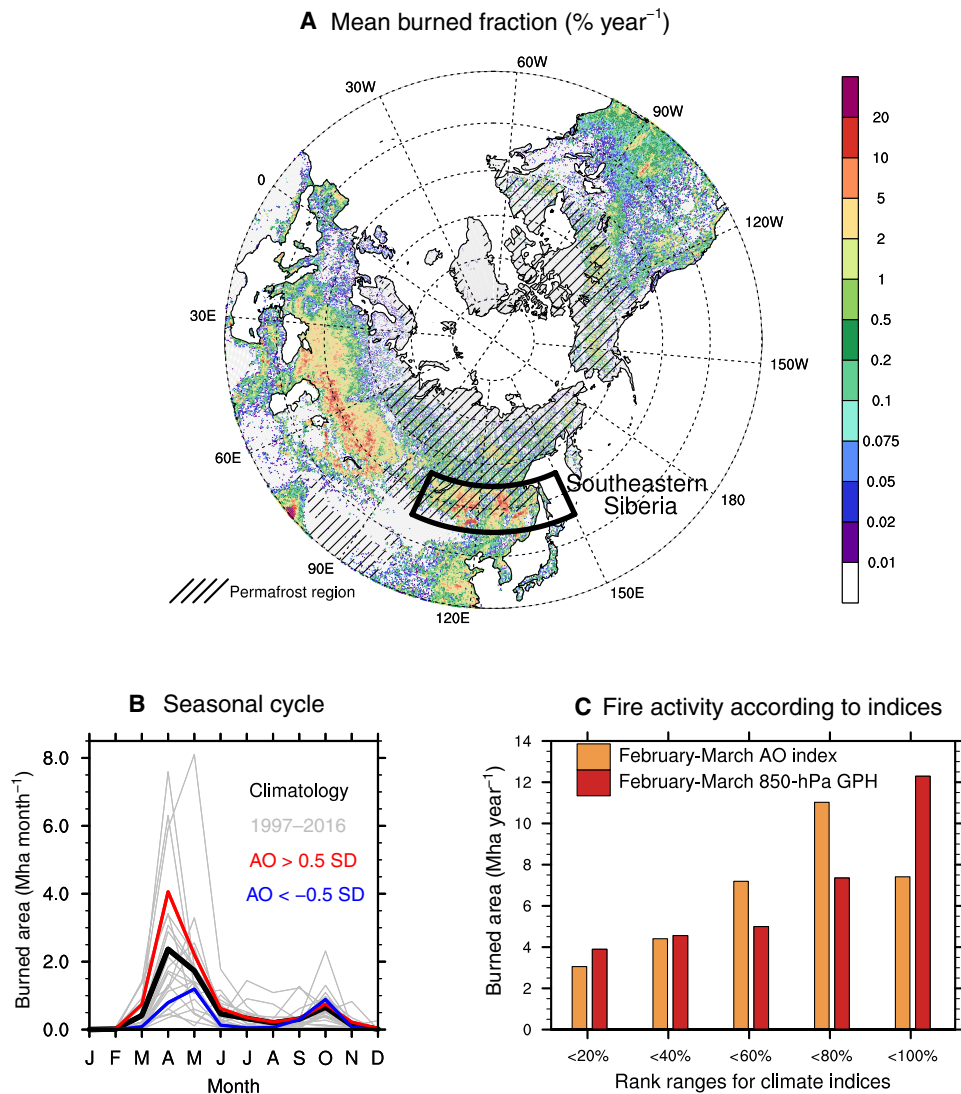 A Mean burned fraction (% year⁻¹)
60W
30W
90W
0
120W
30E
150W
60E
180
90E
150E
120E
Southeastern
Siberia
Permafrost region
20
10
5
2
1
0.5
0.2
0.1
0.075
0.05
0.02
0.01
B Seasonal cycle
J F M A M J J A S O N D
Burned area (Mha month⁻¹)
8.0
6.0
4.0
2.0
0.0
Climatology
1997–2016
AO > 0.5 SD
AO < −0.5 SD
J F M A M J J A S O N D
Month
C Fire activity according to indices
Burned area (Mha year⁻¹)
14
12
10
8
6
4
2
0
February-March AO index
February-March 850-hPa GPH
<20% <40% <60% <80% <100%
Rank ranges for climate indices